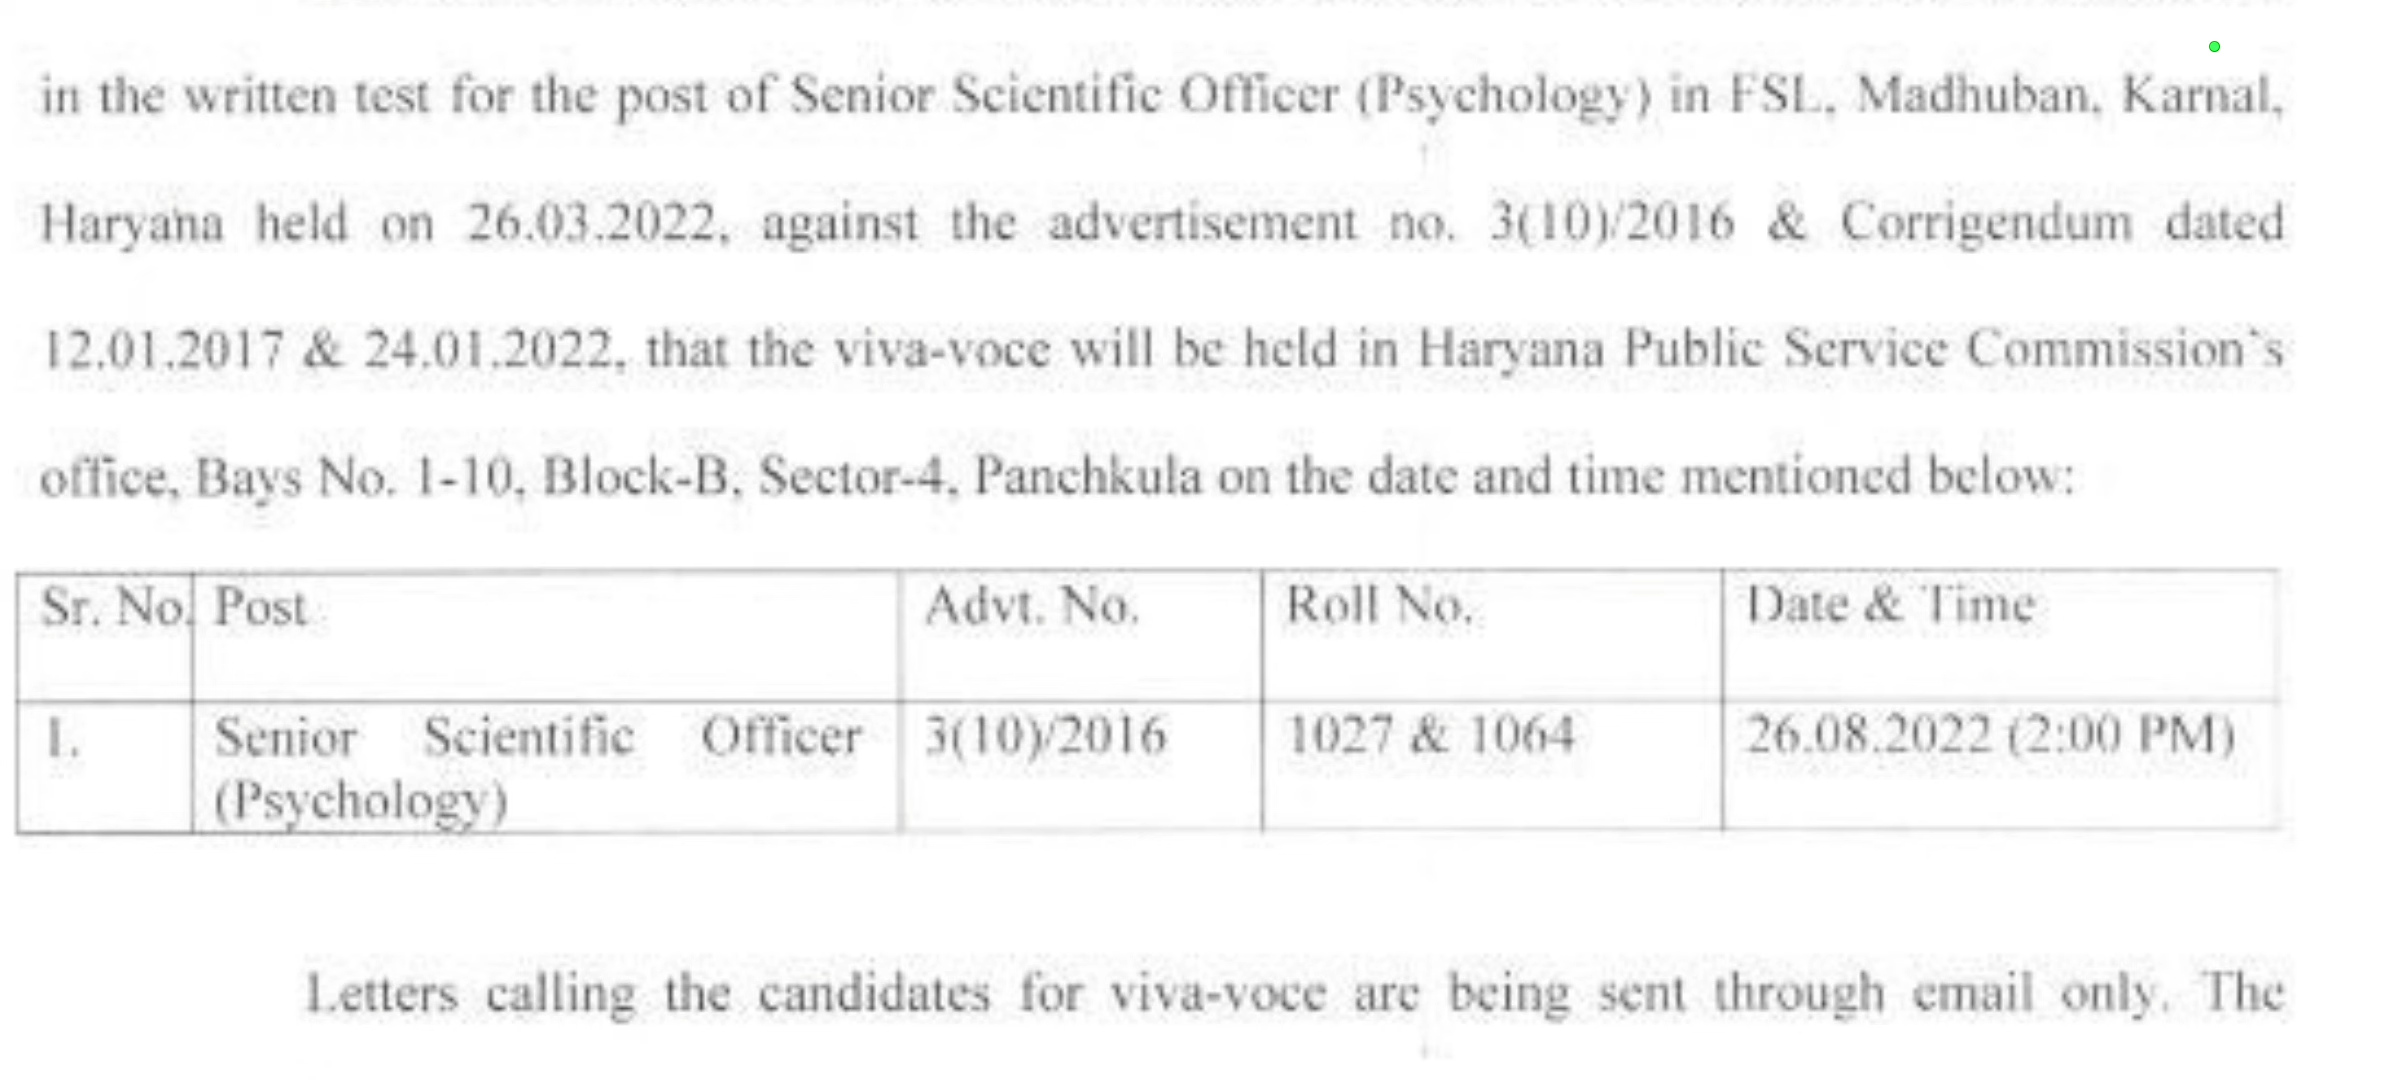 in the written test for the post of Senior Scientific Officer (Psychology) in FSL, Madhuban, Karnal,
Haryana held on 26.03.2022, against the advertisement no. 3(10)/2016 & Corrigendum dated
12.01.2017 & 24.01.2022, that the viva-voce will be held in Haryana Public Service Commission`s
office, Bays No. 1-10, Block-B, Sector-4, Panchkula on the date and time mentioned below:
Sr. No. Post Advt. No. Roll No. Date & Time
1. Senior Scientific Officer 3(10)/2016 1027 & 1064 26.08.2022 (2:00 PM)
(Psychology)
Letters calling the candidates for viva-voce are being sent through email only. The